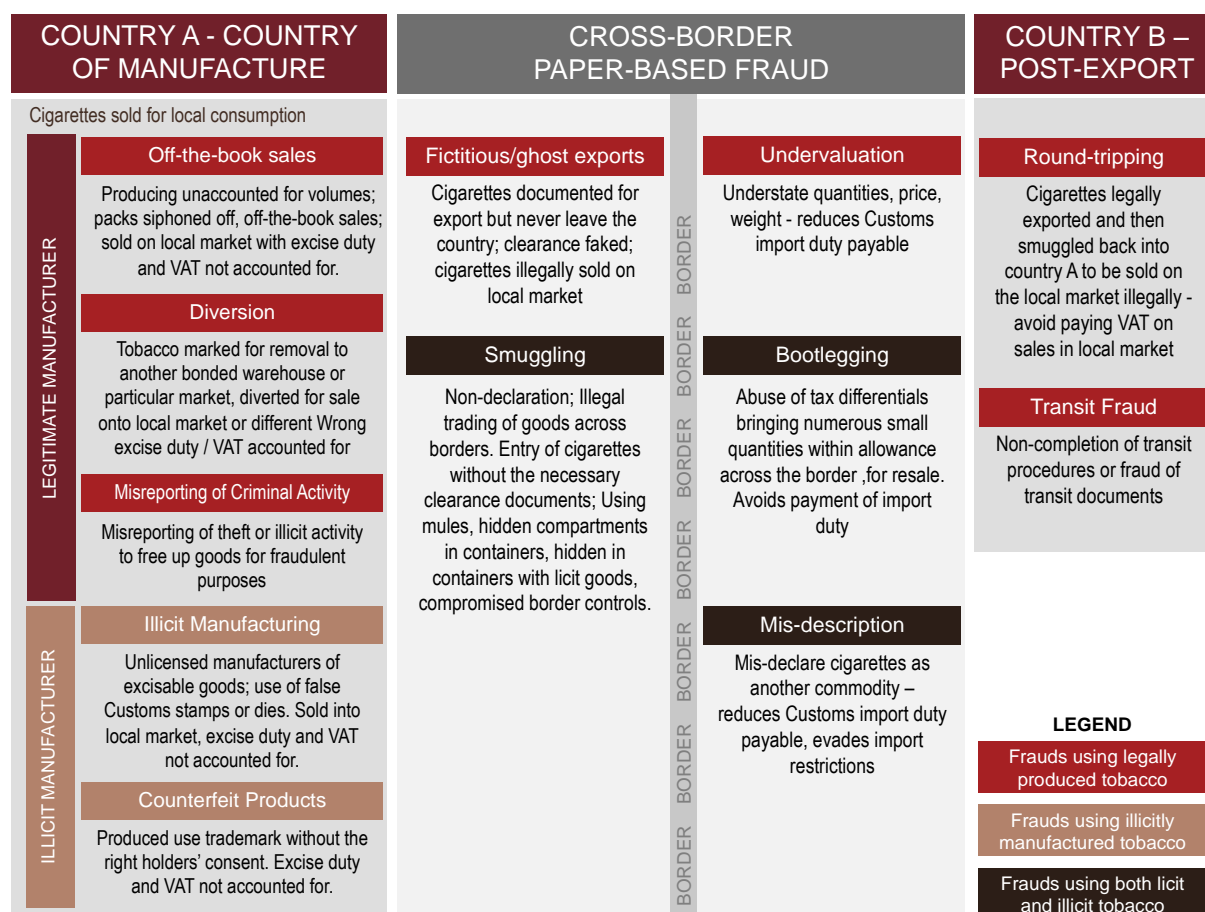 COUNTRY A - COUNTRY
OF MANUFACTURE
Cigarettes sold for local consumption
LEGITIMATE MANUFACTURER
Off-the-book sales
Producing unaccounted for volumes;
packs siphoned off, off-the-book sales;
sold on local market with excise duty
and VAT not accounted for.
Diversion
Tobacco marked for removal to
another bonded warehouse or
particular market, diverted for sale
onto local market or different Wrong
excise duty / VAT accounted for
Misreporting of Criminal Activity
Misreporting of theft or illicit activity
to free up goods for fraudulent
purposes
ILLICIT MANUFACTURER
Illicit Manufacturing
Unlicensed manufacturers of
excisable goods; use of false
Customs stamps or dies. Sold into
local market, excise duty and VAT
not accounted for.
Counterfeit Products
Produced use trademark without the
right holders’ consent. Excise duty
and VAT not accounted for.
CROSS-BORDER
PAPER-BASED FRAUD
Fictitious/ghost exports
Cigarettes documented for
export but never leave the
country; clearance faked;
cigarettes illegally sold on
local market
Smuggling
Non-declaration; Illegal
trading of goods across
borders. Entry of cigarettes
without the necessary
clearance documents; Using
mules, hidden compartments
in containers, hidden in
containers with licit goods,
compromised border controls.
BORDER BORDER BORDER BORDER BORDER BORDER BORDER
Undervaluation
Understate quantities, price,
weight - reduces Customs
import duty payable
Bootlegging
Abuse of tax differentials
bringing numerous small
quantities within allowance
across the border ,for resale.
Avoids payment of import
duty
Mis-description
Mis-declare cigarettes as
another commodity –
reduces Customs import duty
payable, evades import
restrictions
COUNTRY B –
POST-EXPORT
Round-tripping
Cigarettes legally
exported and then
smuggled back into
country A to be sold on
the local market illegally -
avoid paying VAT on
sales in local market
Transit Fraud
Non-completion of transit
procedures or fraud of
transit documents
LEGEND
Frauds using legally
produced tobacco
Frauds using illicitly
manufactured tobacco
Frauds using both licit
and illicit tobacco